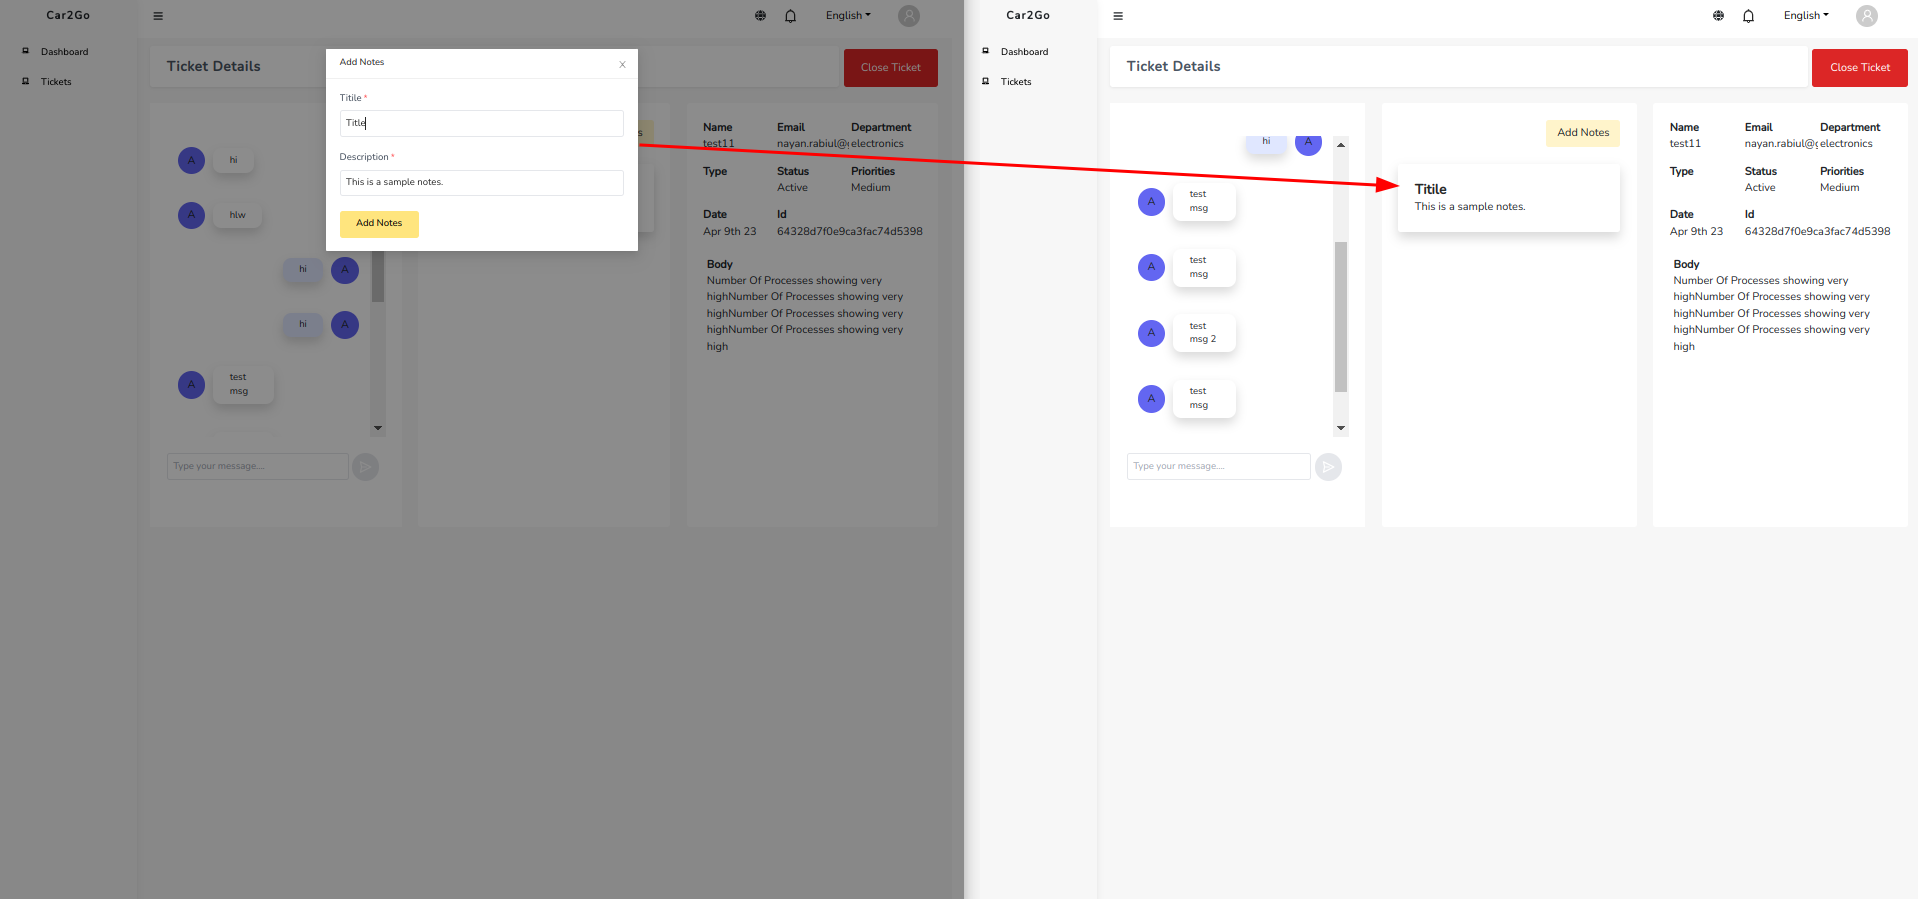 Car2Go
English
Dashboard
Tickets
Ticket Details
Close Ticket
Add Notes
x
Titile *
Title
Description *
This is a sample notes.
Add Notes
s
A
hi
A
hlw
hi
A
hi
A
A
test
msg
Type your message....
Name
Email
Department
test11
nayan.rabiul@g
electronics
Type
Status
Priorities
Active
Medium
Date
Id
Apr 9th 23
64328d7f0e9ca3fac74d5398
Body
Number Of Processes showing very
highNumber Of Processes showing very
highNumber Of Processes showing very
highNumber Of Processes showing very
high
Car2Go
English
Dashboard
Tickets
Ticket Details
Close Ticket
hi
A
A
test
msg
A
test
msg
A
test
msg 2
A
test
msg
Type your message....
Add Notes
Titile
This is a sample notes.
Name
Email
Department
test11
nayan.rabiul@g
electronics
Type
Status
Priorities
Active
Medium
Date
Id
Apr 9th 23
64328d7f0e9ca3fac74d5398
Body
Number Of Processes showing very
highNumber Of Processes showing very
highNumber Of Processes showing very
highNumber Of Processes showing very
high